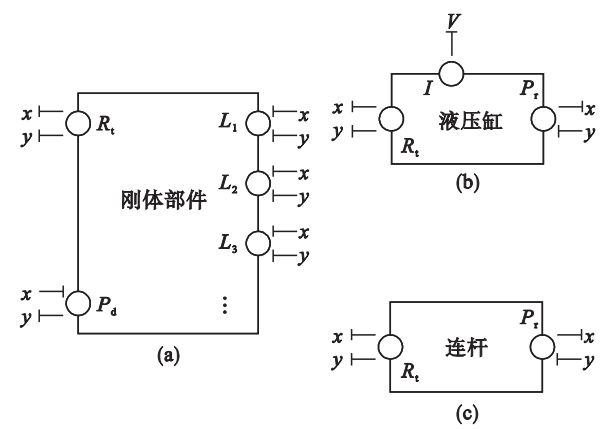 x
y
R_t
L_1
x
y
刚体部件
L_2
x
y
L_3
x
y
x
y
P_d
⋮
(a)
V
I
P_r
x
y
液压缸
x
y
R_t
(b)
P_r
x
y
连杆
x
y
R_t
(c)